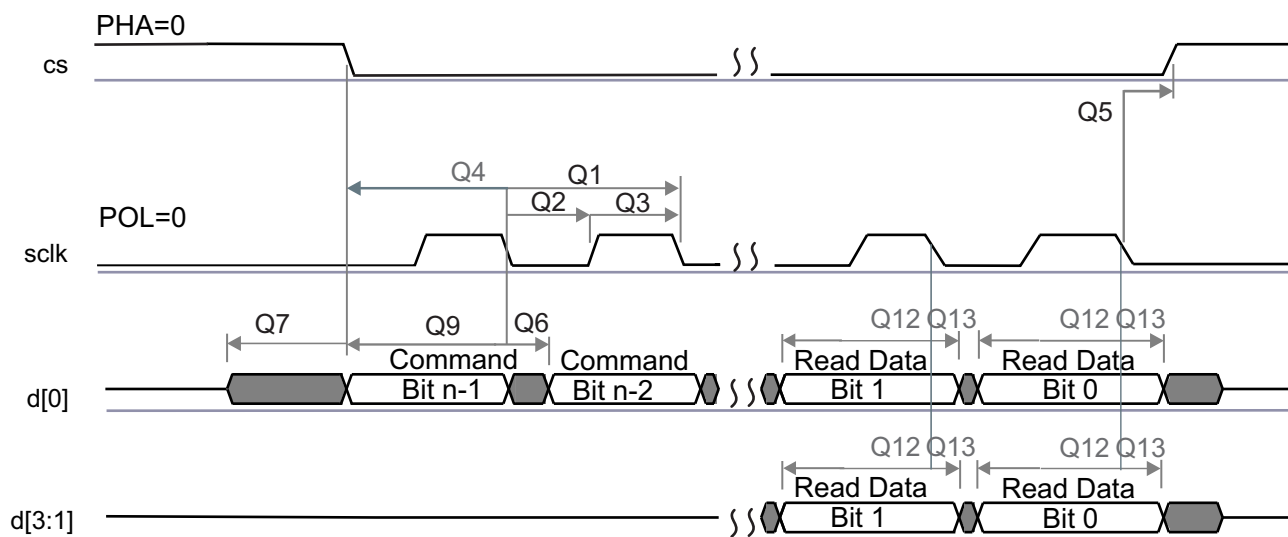 PHA=0
cs
Q5
Q4 Q1
Q2 Q3
POL=0
sclk
Q7 Q9 Q6 Q12 Q13 Q12 Q13
Command Command Read Data Read Data
d[0] Bit n-1 Bit n-2 Bit 1 Bit 0
Q12 Q13 Q12 Q13
Read Data Read Data
d[3:1] Bit 1 Bit 0